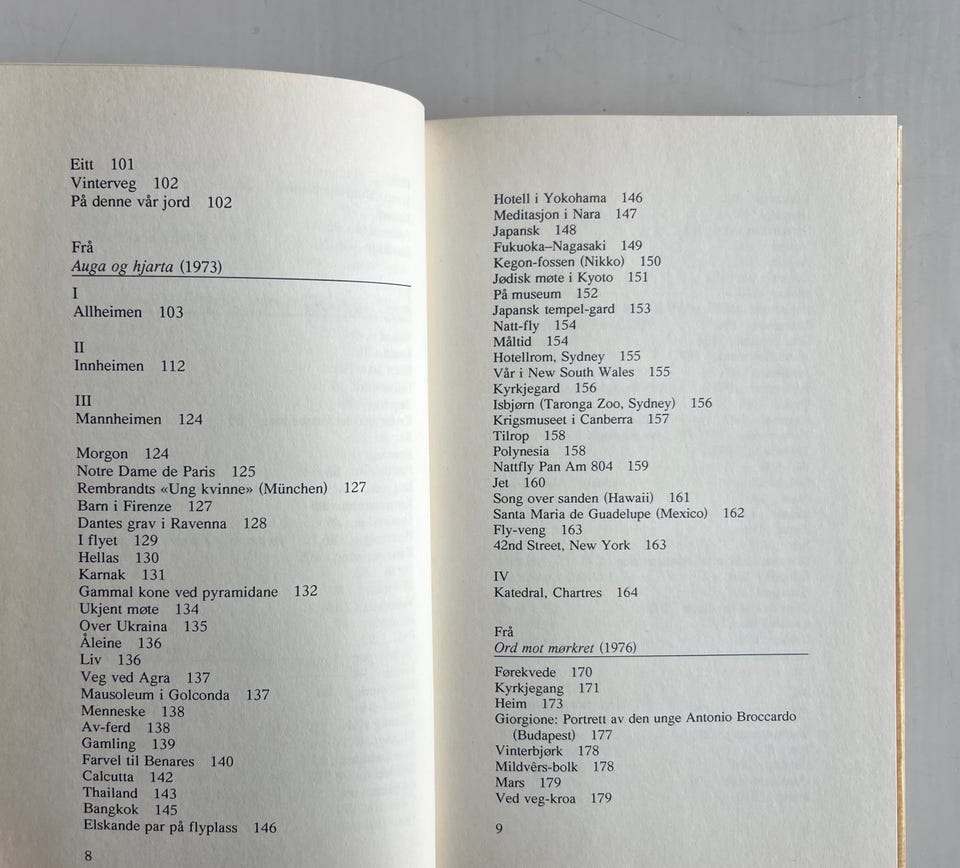 Eitt 101
Vinterveg 102
På denne vår jord 102
Frå
Auga og hjarta (1973)
I
Allheimen 103
II
Innheimen 112
III
Mannheimen 124
Morgon 124
Notre Dame de Paris 125
Rembrandts «Ung kvinne» (München) 127
Barn i Firenze 127
Dantes grav i Ravenna 128
I flyet 129
Hellas 130
Karnak 131
Gammal kone ved pyramidane 132
Ukjent møte 134
Over Ukraina 135
Åleine 136
Liv 136
Veg ved Agra 137
Mausoleum i Golconda 137
Menneske 138
Av-ferd 138
Gamling 139
Farvel til Benares 140
Calcutta 142
Thailand 143
Bangkok 145
Elskande par på flyplass 146
8
Hotell i Yokohama 146
Meditasjon i Nara 147
Japansk 148
Fukuoka–Nagasaki 149
Kegon-fossen (Nikko) 150
Jødisk møte i Kyoto 151
På museum 152
Japansk tempel-gard 153
Natt-fly 154
Måltid 154
Hotellrom, Sydney 155
Vår i New South Wales 155
Kyrkjegard 156
Isbjørn (Taronga Zoo, Sydney) 156
Krigsmuseet i Canberra 157
Tilrop 158
Polynesia 158
Nattfly Pan Am 804 159
Jet 160
Song over sanden (Hawaii) 161
Santa Maria de Guadelupe (Mexico) 162
Fly-veng 163
42nd Street, New York 163
IV
Katedral, Chartres 164
Frå
Ord mot mørkret (1976)
Førekvede 170
Kyrkjegang 171
Heim 173
Giorgione: Portrett av den unge Antonio Broccardo
(Budapest) 177
Vinterbjørk 178
Mildvêrs-bolk 178
Mars 179
Ved veg-kroa 179
9